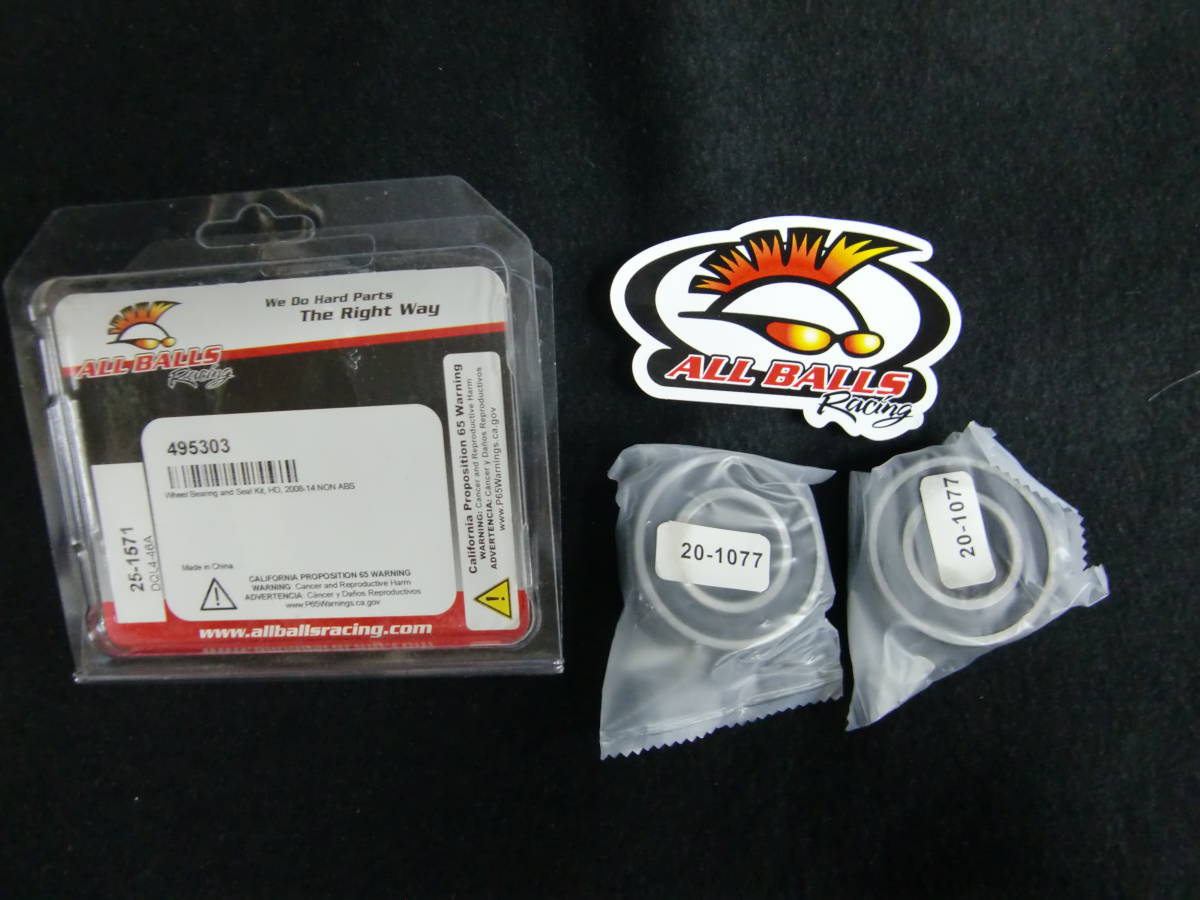 We Do Hard Parts
The Right Way
ALL BALLS
Racing
495303
Wheel Bearing and Seal Kit, HD, 2008-14 NON ABS
Made in China
CALIFORNIA PROPOSITION 65 WARNING
WARNING: Cancer and Reproductive Harm
ADVERTENCIA: Cáncer y Daños Reproductivos
www.P65Warnings.ca.gov
25-1571
DQL4-46A
California Proposition 65 Warning
WARNING: Cancer and Reproductive Harm
ADVERTENCIA: Cáncer y Daños Reproductivos
www.P65Warnings.ca.gov
www.allballsracing.com
ALL BALLS
Racing
20-1077
20-1077